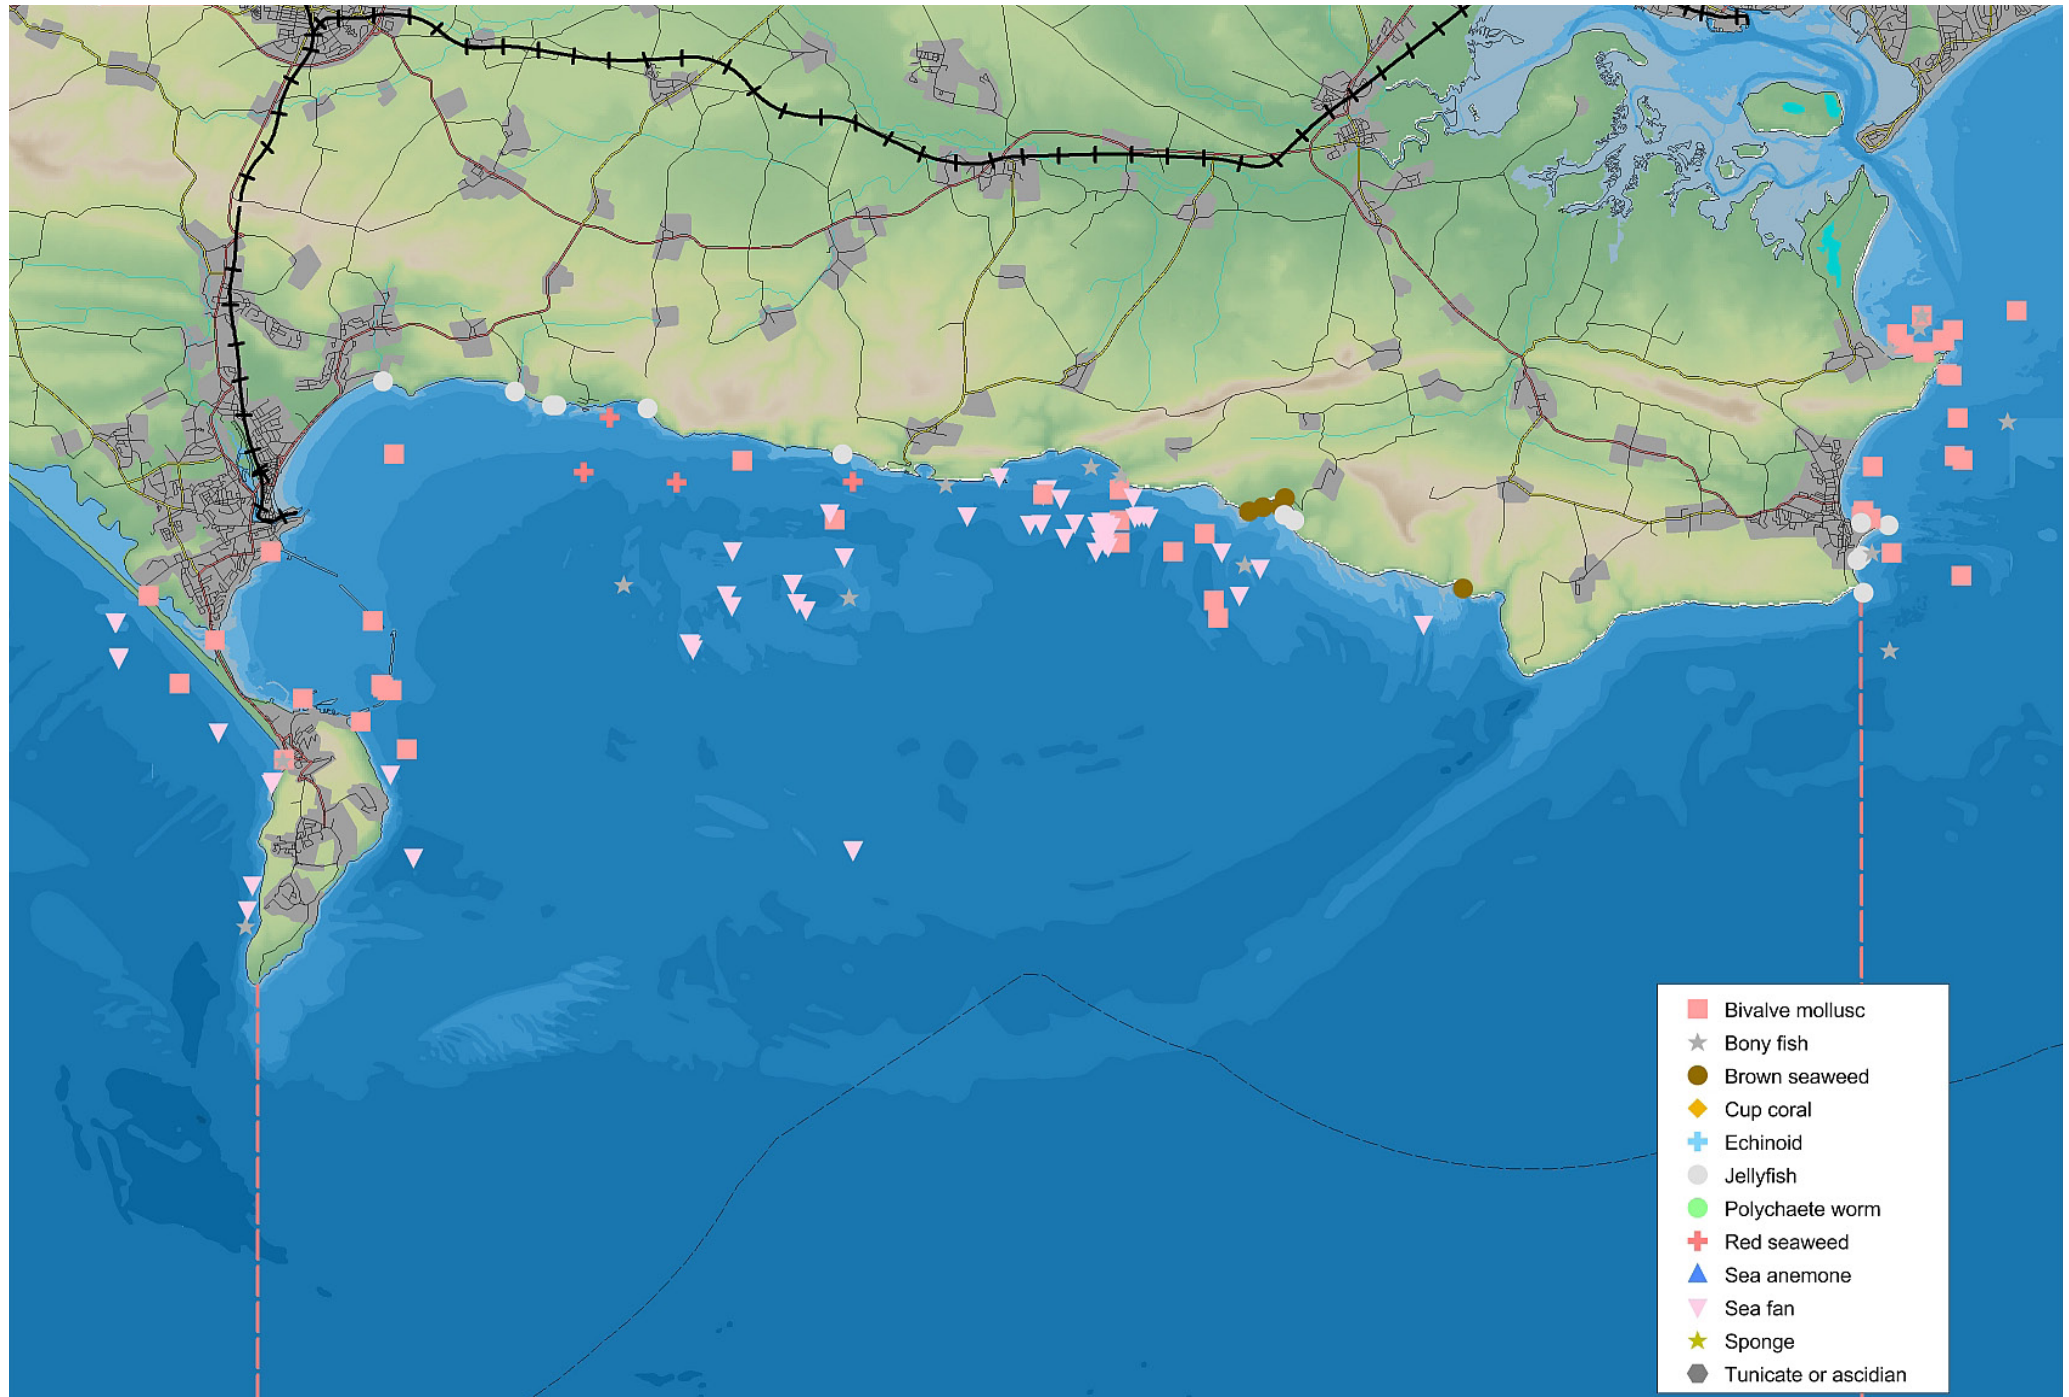 Bivalve mollusc
Bony fish
Brown seaweed
Cup coral
Echinoid
Jellyfish
Polychaete worm
Red seaweed
Sea anemone
Sea fan
Sponge
Tunicate or ascidian